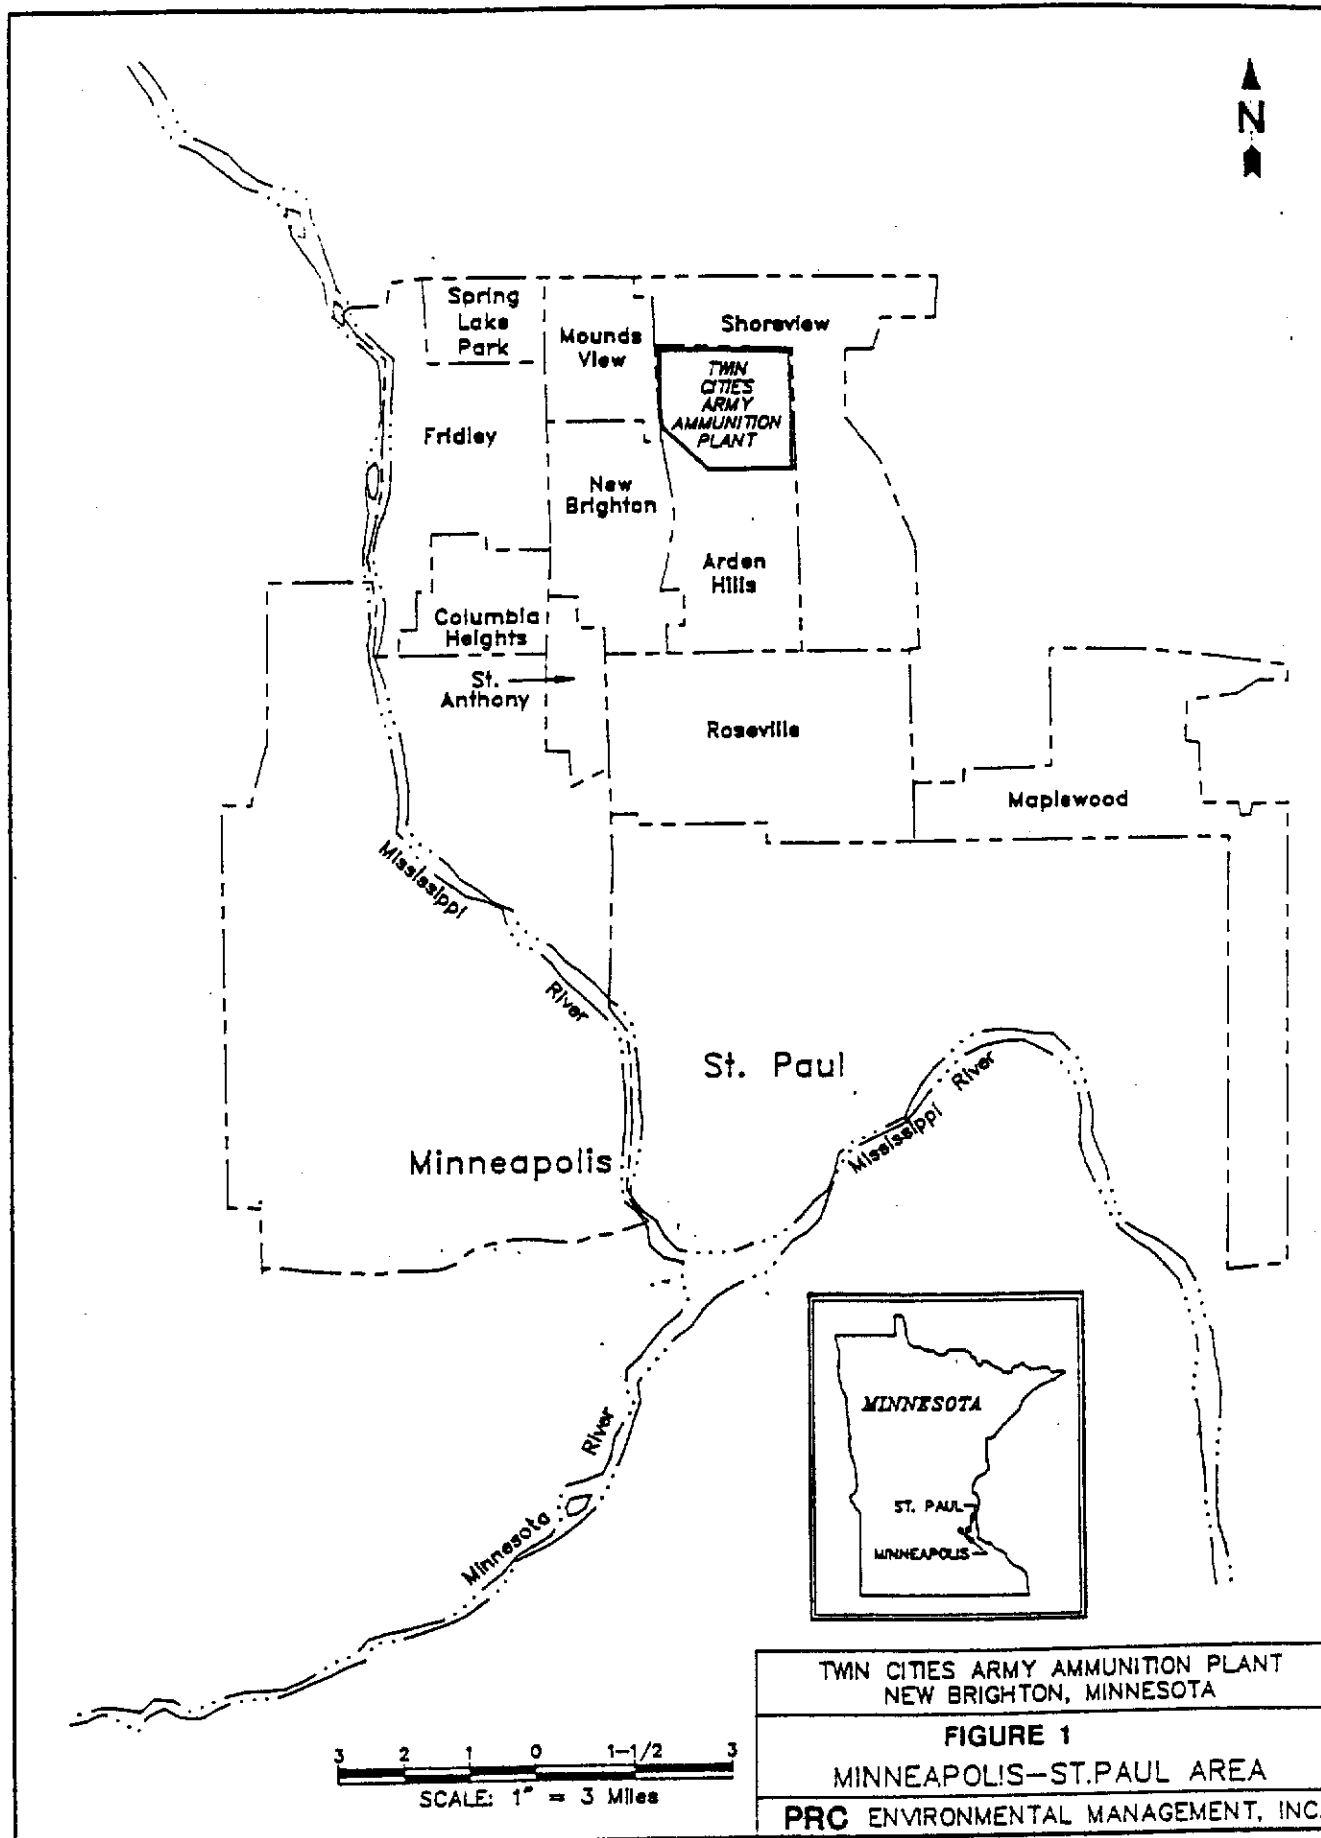 N
Spring
Lake
Park
Mounds
View
Shoreview
TWIN
CITIES
ARMY
AMMUNITION
PLANT
Fridley
New
Brighton
Arden
Hills
Columbia
Heights
St.
Anthony
Roseville
Maplewood
Mississippi
River
St. Paul
Mississippi
River
Minneapolis
MINNESOTA
ST. PAUL
MINNEAPOLIS
River
Minnesota
3 2 1 0 1-1/2 3
SCALE: 1" = 3 Miles
TWIN CITIES ARMY AMMUNITION PLANT
NEW BRIGHTON, MINNESOTA
FIGURE 1
MINNEAPOLIS-ST.PAUL AREA
PRC ENVIRONMENTAL MANAGEMENT, INC.